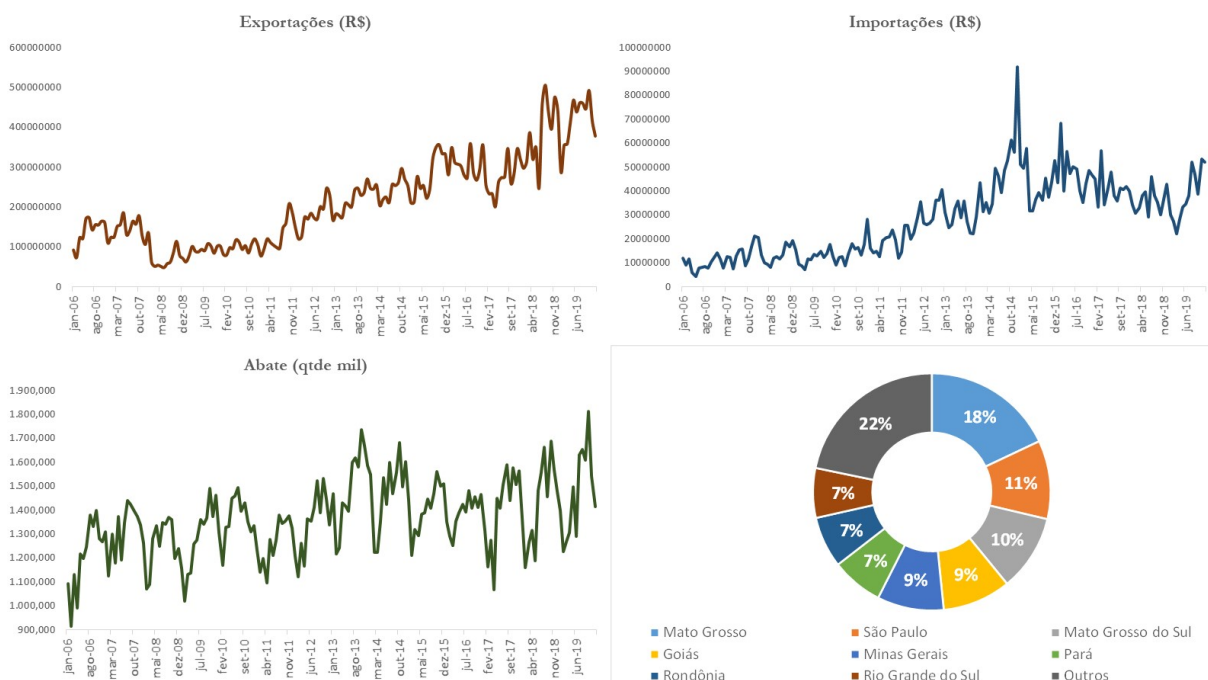 Exportações (R$)
600000000
500000000
400000000
300000000
200000000
100000000
0
jan-06
ago-06
mar-07
out-07
mai-08
dez-08
jul-09
fev-10
set-10
abr-11
nov-11
jun-12
jan-13
ago-13
mar-14
out-14
mai-15
dez-15
jul-16
fev-17
set-17
abr-18
nov-18
jun-19
Importações (R$)
100000000
90000000
80000000
70000000
60000000
50000000
40000000
30000000
20000000
10000000
0
jan-06
ago-06
mar-07
out-07
mai-08
dez-08
jul-09
fev-10
set-10
abr-11
nov-11
jun-12
jan-13
ago-13
mar-14
out-14
mai-15
dez-15
jul-16
fev-17
set-17
abr-18
nov-18
jun-19
Abate (qtde mil)
1.900,000
1.800,000
1.700,000
1.600,000
1.500,000
1.400,000
1.300,000
1.200,000
1.100,000
1.000,000
900,000
jan-06
ago-06
mar-07
out-07
mai-08
dez-08
jul-09
fev-10
set-10
abr-11
nov-11
jun-12
jan-13
ago-13
mar-14
out-14
mai-15
dez-15
jul-16
fev-17
set-17
abr-18
nov-18
jun-19
18%
11%
10%
9%
9%
7%
7%
7%
22%
Mato Grosso
São Paulo
Mato Grosso do Sul
Goiás
Minas Gerais
Pará
Rondônia
Rio Grande do Sul
Outros